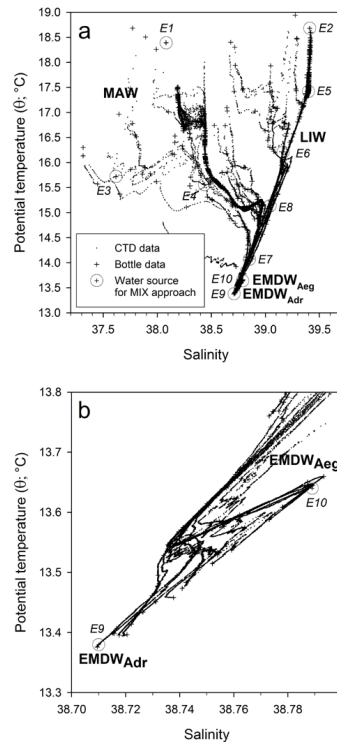 a
E1
E2
MAW
E5
LIW
E6
E3
E4
E8
CTD data
Bottle data
Water source
for MIX approach
E7
E10
EMDWAeg
E9
EMDWAdr
Potential temperature (θ; °C)
19.0
18.5
18.0
17.5
17.0
16.5
16.0
15.5
15.0
14.5
14.0
13.5
13.0
37.5
38.0
38.5
39.0
39.5
Salinity
b
EMDWAeg
E10
E9
EMDWAdr
Potential temperature (θ; °C)
13.8
13.7
13.6
13.5
13.4
13.3
38.70
38.72
38.74
38.76
38.78
Salinity